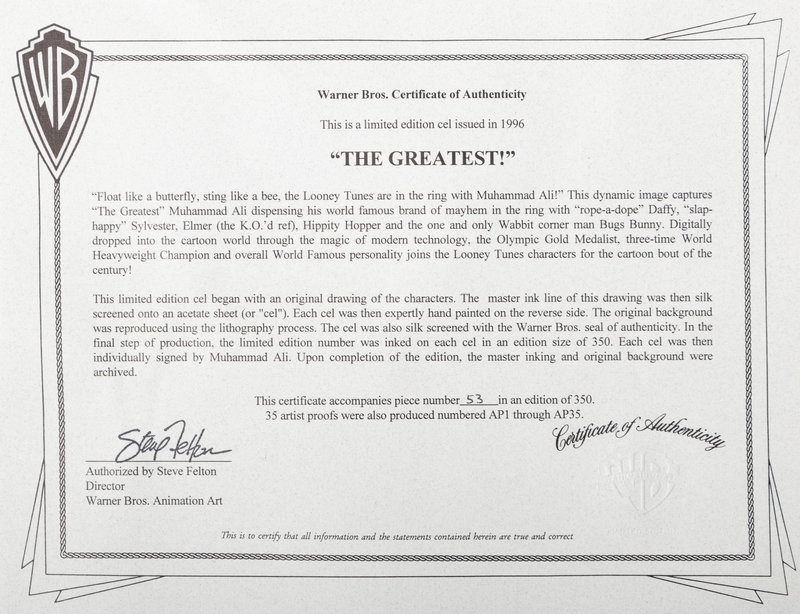 WB
Warner Bros. Certificate of Authenticity
This is a limited edition cel issued in 1996
“THE GREATEST!”
“Float like a butterfly, sting like a bee, the Looney Tunes are in the ring with Muhammad Ali!” This dynamic image captures
“The Greatest” Muhammad Ali dispensing his world famous brand of mayhem in the ring with “rope-a-dope” Daffy, “slap-
happy” Sylvester, Elmer (the K.O.’d ref), Hippity Hopper and the one and only Wabbit corner man Bugs Bunny. Digitally
dropped into the cartoon world through the magic of modern technology, the Olympic Gold Medalist, three-time World
Heavyweight Champion and overall World Famous personality joins the Looney Tunes characters for the cartoon bout of the
century!
This limited edition cel began with an original drawing of the characters. The master ink line of this drawing was then silk
screened onto an acetate sheet (or "cel"). Each cel was then expertly hand painted on the reverse side. The original background
was reproduced using the lithography process. The cel was also silk screened with the Warner Bros. seal of authenticity. In the
final step of production, the limited edition number was inked on each cel in an edition size of 350. Each cel was then
individually signed by Muhammad Ali. Upon completion of the edition, the master inking and original background were
archived.
This certificate accompanies piece number 53 in an edition of 350.
35 artist proofs were also produced numbered AP1 through AP35.
Certificate of Authenticity
WB
Steve Felton
Authorized by Steve Felton
Director
Warner Bros. Animation Art
This is to certify that all information and the statements contained herein are true and correct